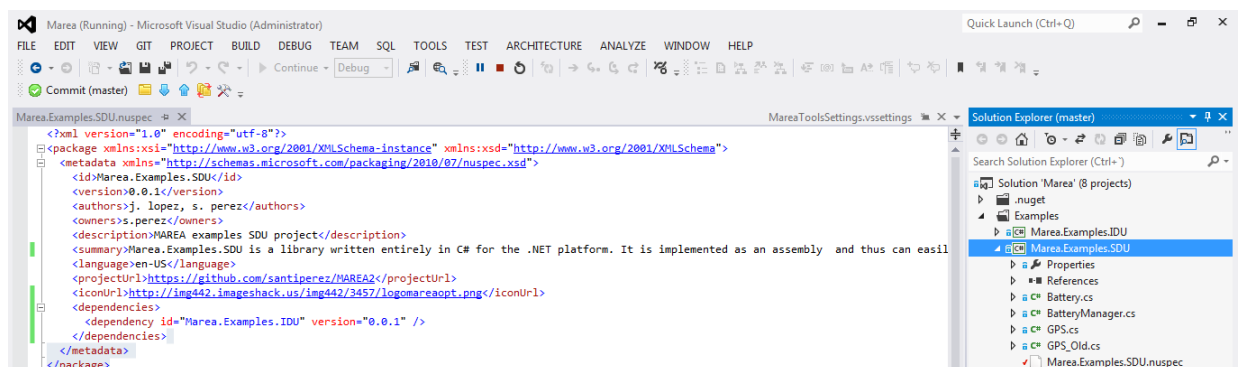 Marea (Running) - Microsoft Visual Studio (Administrator)
Quick Launch (Ctrl+Q)
FILE EDIT VIEW GIT PROJECT BUILD DEBUG TEAM SQL TOOLS TEST ARCHITECTURE ANALYZE WINDOW HELP
Continue Debug
Commit (master)
Marea.Examples.SDU.nuspec
MareaToolsSettings.vssettings
<?xml version="1.0" encoding="utf-8"?>
<package xmlns:xsi="http://www.w3.org/2001/XMLSchema-instance" xmlns:xsd="http://www.w3.org/2001/XMLSchema">
<metadata xmlns="http://schemas.microsoft.com/packaging/2010/07/nuspec.xsd">
<id>Marea.Examples.SDU</id>
<version>0.0.1</version>
<authors>j. lopez, s. perez</authors>
<owners>s.perez</owners>
<description>MAREA examples SDU project</description>
<summary>Marea.Examples.SDU is a library written entirely in C# for the .NET platform. It is implemented as an assembly  and thus can easil
<language>en-US</language>
<projectUrl>https://github.com/santiperez/MAREA2</projectUrl>
<iconUrl>http://img442.imageshack.us/img442/3457/logomareaopt.png</iconUrl>
<dependencies>
<dependency id="Marea.Examples.IDU" version="0.0.1" />
</dependencies>
</metadata>
</package>
Solution Explorer (master)
Search Solution Explorer (Ctrl+`)
Solution 'Marea' (8 projects)
.nuget
Examples
C# Marea.Examples.IDU
C# Marea.Examples.SDU
Properties
References
C# Battery.cs
C# BatteryManager.cs
C# GPS.cs
C# GPS_Old.cs
Marea.Examples.SDU.nuspec